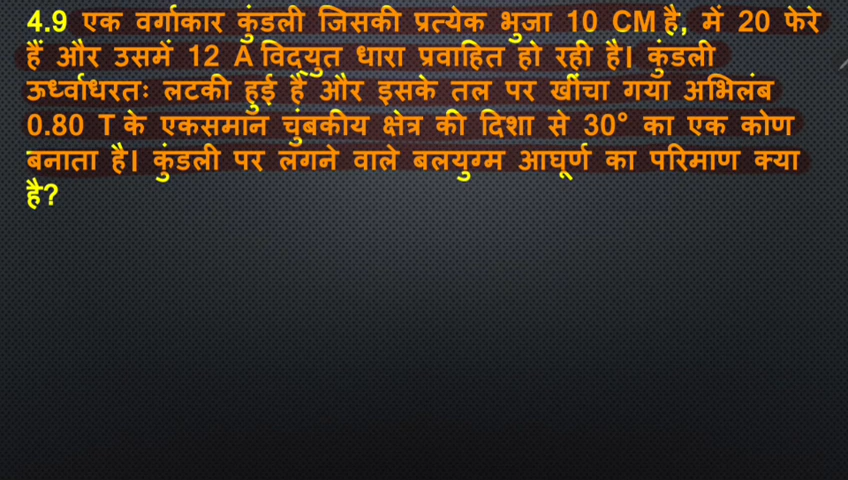 4.9 एक वर्गाकार कुंडली जिसकी प्रत्येक भुजा 10 CM है, में 20 फेरे
हैं और उसमें 12 A विद्युत धारा प्रवाहित हो रही है। कुंडली
ऊर्ध्वाधरतः लटकी हुई है और इसके तल पर खींचा गया अभिलंब
0.80 T के एकसमान चुंबकीय क्षेत्र की दिशा से 30° का एक कोण
बनाता है। कुंडली पर लगने वाले बलयुग्म आघूर्ण का परिमाण क्या
है?